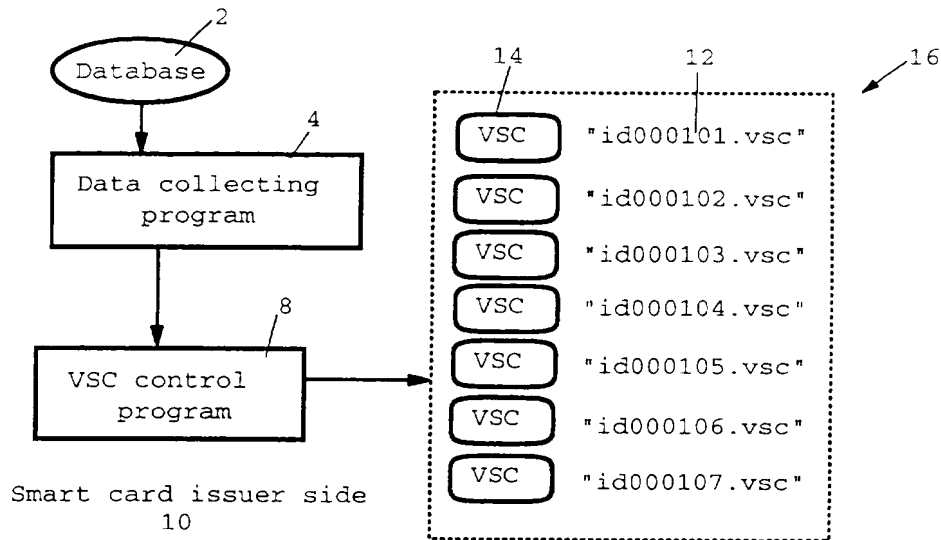 2
Database
4
Data collecting
program
8
VSC control
program
Smart card issuer side
10
14
12
16
VSC "id000101.vsc"
VSC "id000102.vsc"
VSC "id000103.vsc"
VSC "id000104.vsc"
VSC "id000105.vsc"
VSC "id000106.vsc"
VSC "id000107.vsc"